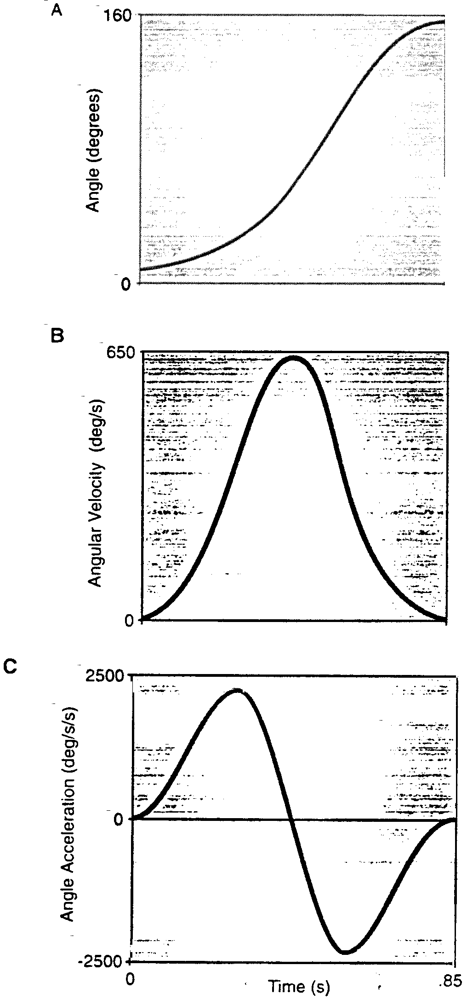 A
160
Angle (degrees)
0
B
650
Angular Velocity (deg/s)
0
C
2500
Angle Acceleration (deg/s/s)
0
-2500
0
Time (s)
.85